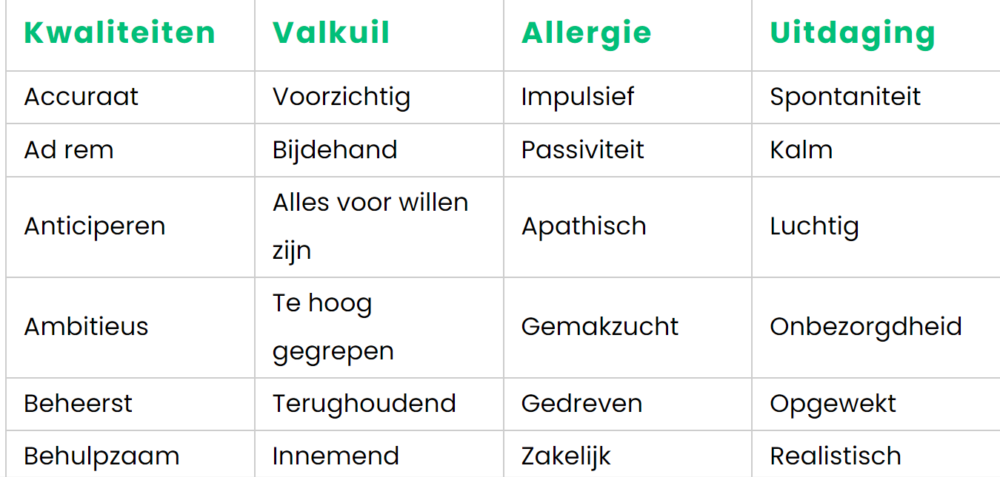 Kwaliteiten Valkuil Allergie Uitdaging
Accuraat Voorzichtig Impulsief Spontaniteit
Ad rem Bijdehand Passiviteit Kalm
Anticiperen Alles voor willen zijn Apathisch Luchtig
Ambitieus Te hoog gegrepen Gemakzucht Onbezorgdheid
Beheerst Terughoudend Gedreven Opgewekt
Behulpzaam Innemend Zakelijk Realistisch